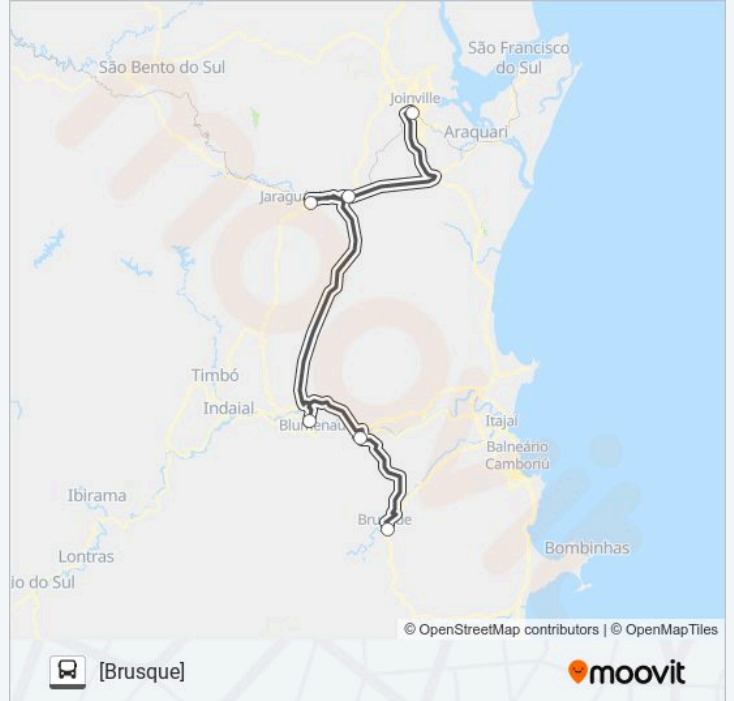 São Francisco
do Sul
São Bento do Sul
Joinville
Araquari
Jaragu
Timbó
Indaial
Blumenau
Itajaí
Balneário
Camboriú
Ibirama
Brusque
Bombinhas
Lontras
io do Sul
© OpenStreetMap contributors | © OpenMapTiles
[Brusque]
moovit